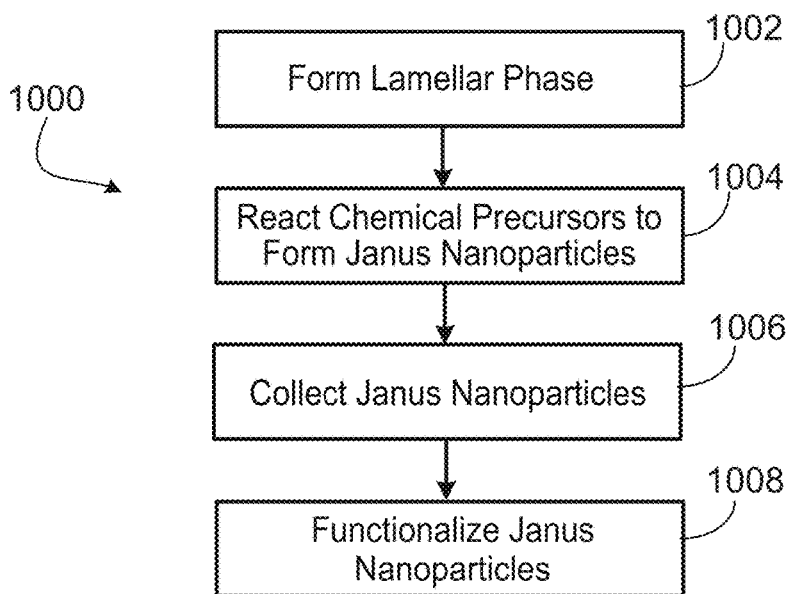 1000
1002
Form Lamellar Phase
1004
React Chemical Precursors to
Form Janus Nanoparticles
1006
Collect Janus Nanoparticles
1008
Functionalize Janus
Nanoparticles